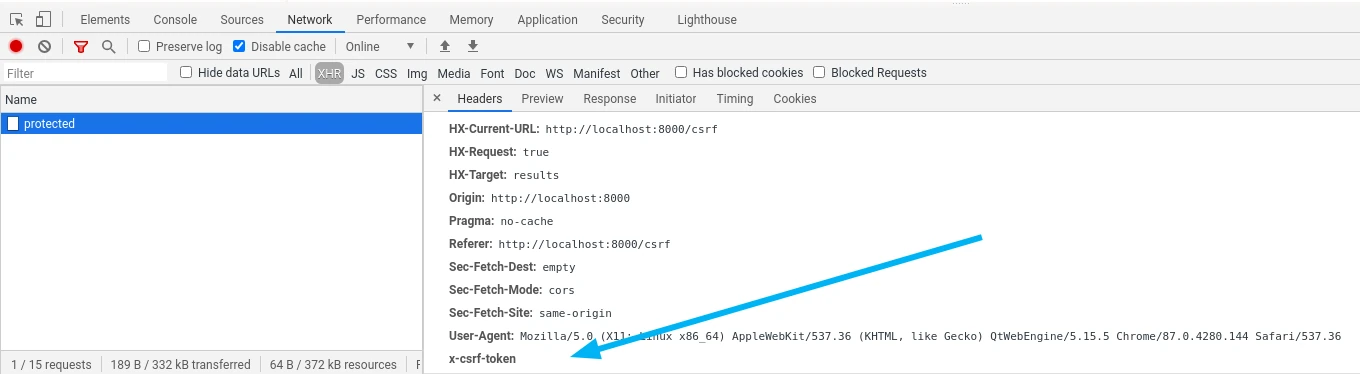 Elements Console Sources Network Performance Memory Application Security Lighthouse
Preserve log Disable cache Online
Filter Hide data URLs All XHR JS CSS Img Media Font Doc WS Manifest Other Has blocked cookies Blocked Requests
Name
× Headers Preview Response Initiator Timing Cookies
protected
HX-Current-URL: http://localhost:8000/csrf
HX-Request: true
HX-Target: results
Origin: http://localhost:8000
Pragma: no-cache
Referer: http://localhost:8000/csrf
Sec-Fetch-Dest: empty
Sec-Fetch-Mode: cors
Sec-Fetch-Site: same-origin
User-Agent: Mozilla/5.0 (X11; Linux x86_64) AppleWebKit/537.36 (KHTML, like Gecko) QtWebEngine/5.15.5 Chrome/87.0.4280.144 Safari/537.36
x-csrf-token
1 / 15 requests 189 B / 332 kB transferred 64 B / 372 kB resources